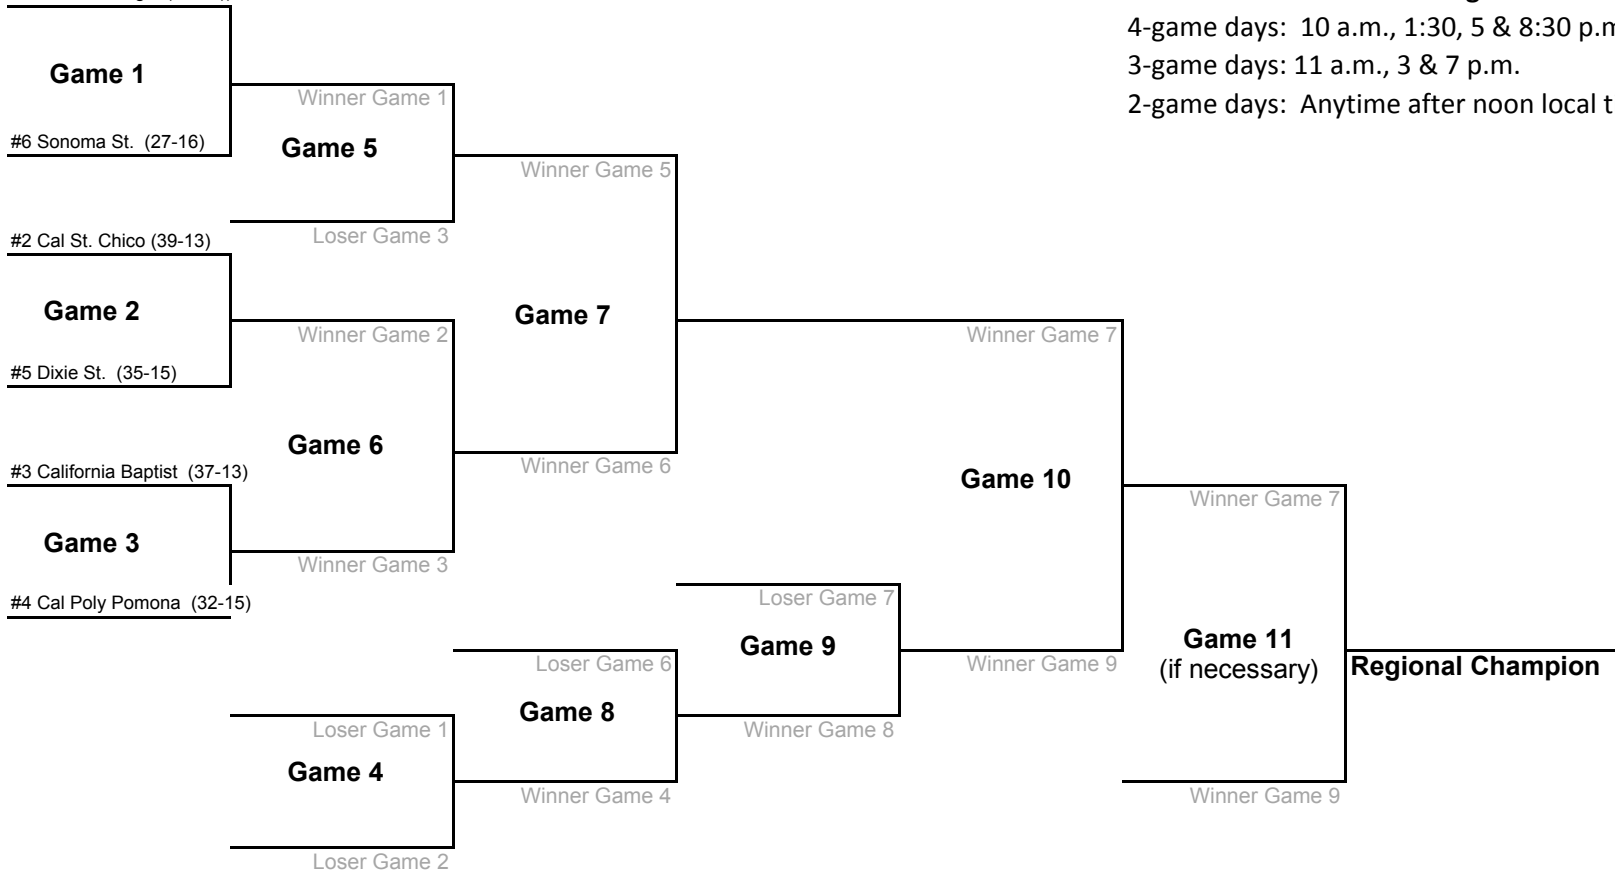 4-game days:  10 a.m., 1:30, 5 & 8:30 p.m
3-game days: 11 a.m., 3 & 7 p.m.
2-game days:  Anytime after noon local t
Game 1
Winner Game 1
#6 Sonoma St.  (27-16)
Game 5
Winner Game 5
Loser Game 3
#2 Cal St. Chico (39-13)
Game 2
Game 7
Winner Game 2
Winner Game 7
#5 Dixie St.  (35-15)
Game 6
#3 California Baptist  (37-13)
Winner Game 6
Game 10
Winner Game 7
Game 3
Winner Game 3
#4 Cal Poly Pomona  (32-15)
Loser Game 7
Game 9
Game 11
(if necessary)
Loser Game 6
Winner Game 9
Regional Champion
Game 8
Loser Game 1
Winner Game 8
Game 4
Winner Game 4
Winner Game 9
Loser Game 2